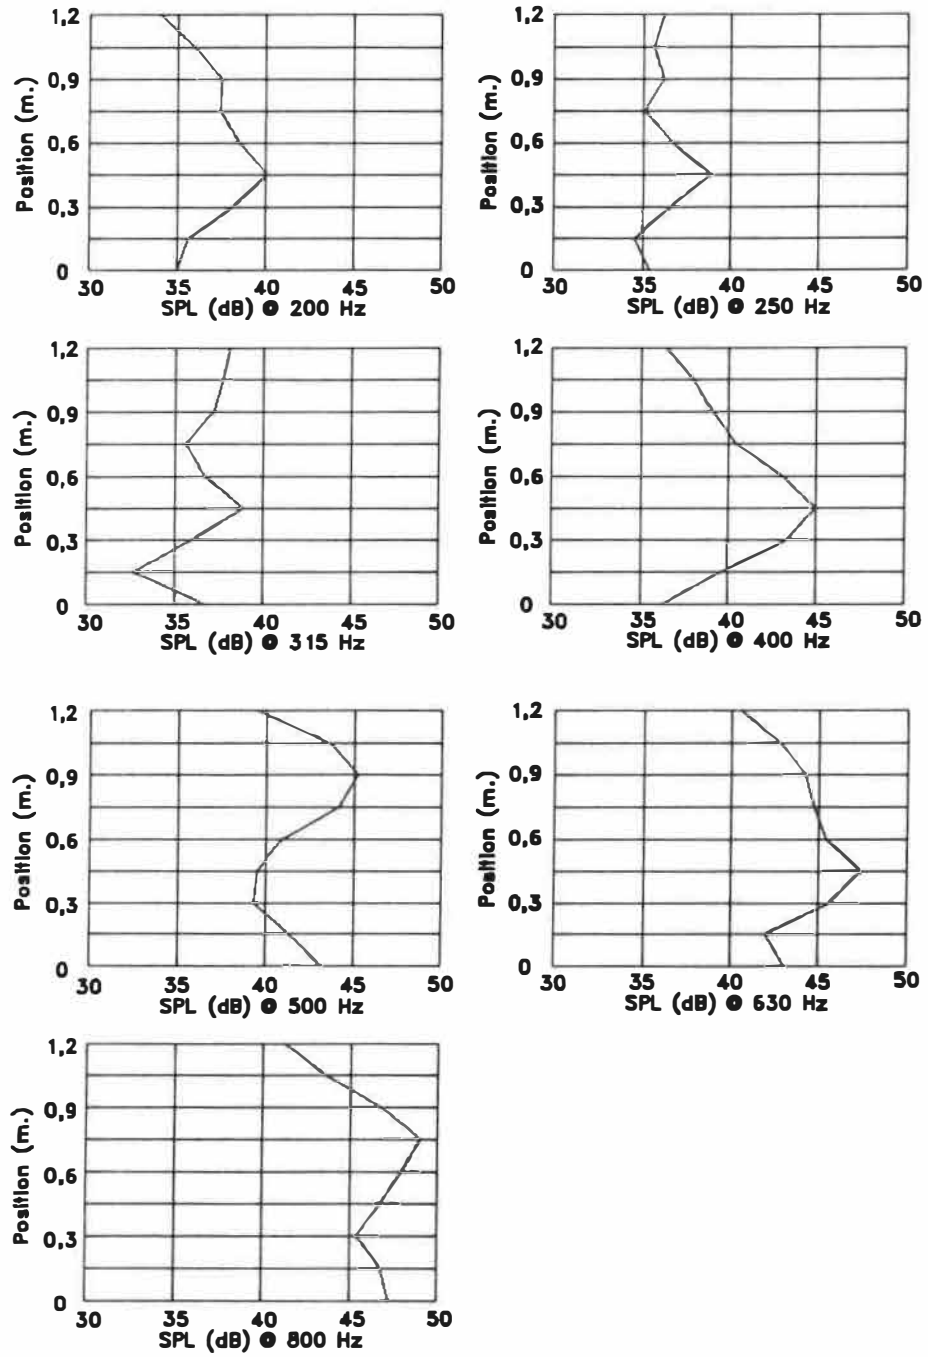 1,2
0,9
0,6
0,3
0
Position (m.)
30 35 40 45 50
SPL (dB) @ 200 Hz
1,2
0,9
0,6
0,3
0
Position (m.)
30 35 40 45 50
SPL (dB) @ 250 Hz
1,2
0,9
0,6
0,3
0
Position (m.)
30 35 40 45 50
SPL (dB) @ 315 Hz
1,2
0,9
0,6
0,3
0
Position (m.)
30 35 40 45 50
SPL (dB) @ 400 Hz
1,2
0,9
0,6
0,3
0
Position (m.)
30 35 40 45 50
SPL (dB) @ 500 Hz
1,2
0,9
0,6
0,3
0
Position (m.)
30 35 40 45 50
SPL (dB) @ 630 Hz
1,2
0,9
0,6
0,3
0
Position (m.)
30 35 40 45 50
SPL (dB) @ 800 Hz